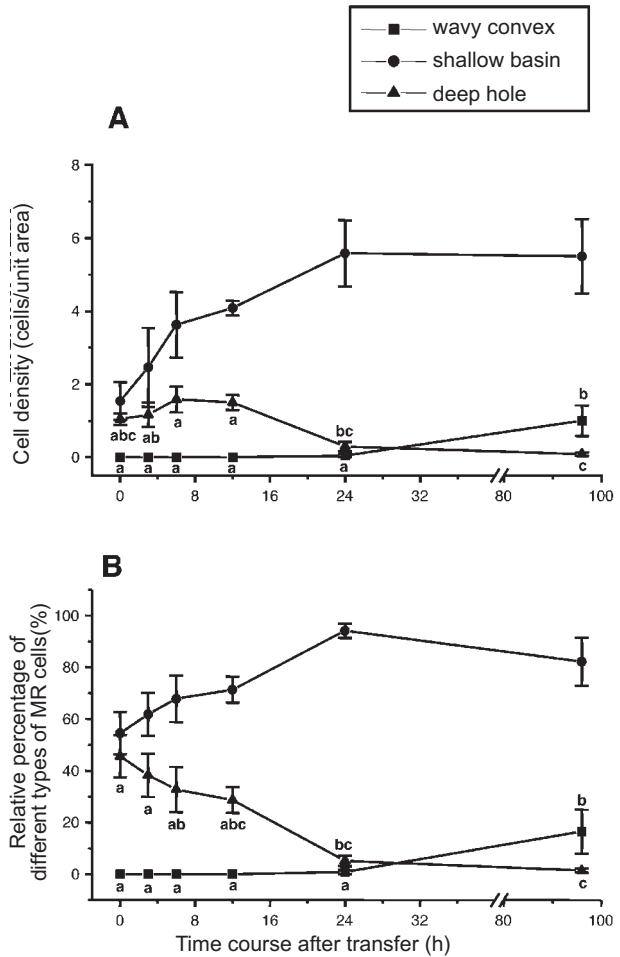 wavy convex
shallow basin
deep hole
A
Cell density (cells/unit area)
8
6
4
2
0
abc
ab
a
a
bc
b
a
a
a
a
a
c
0
8
16
24
32
80
100
B
Relative percentage of
different types of MR cells(%)
100
80
60
40
20
0
a
a
ab
abc
bc
b
a
a
a
a
a
c
0
8
16
24
32
80
100
Time course after transfer (h)